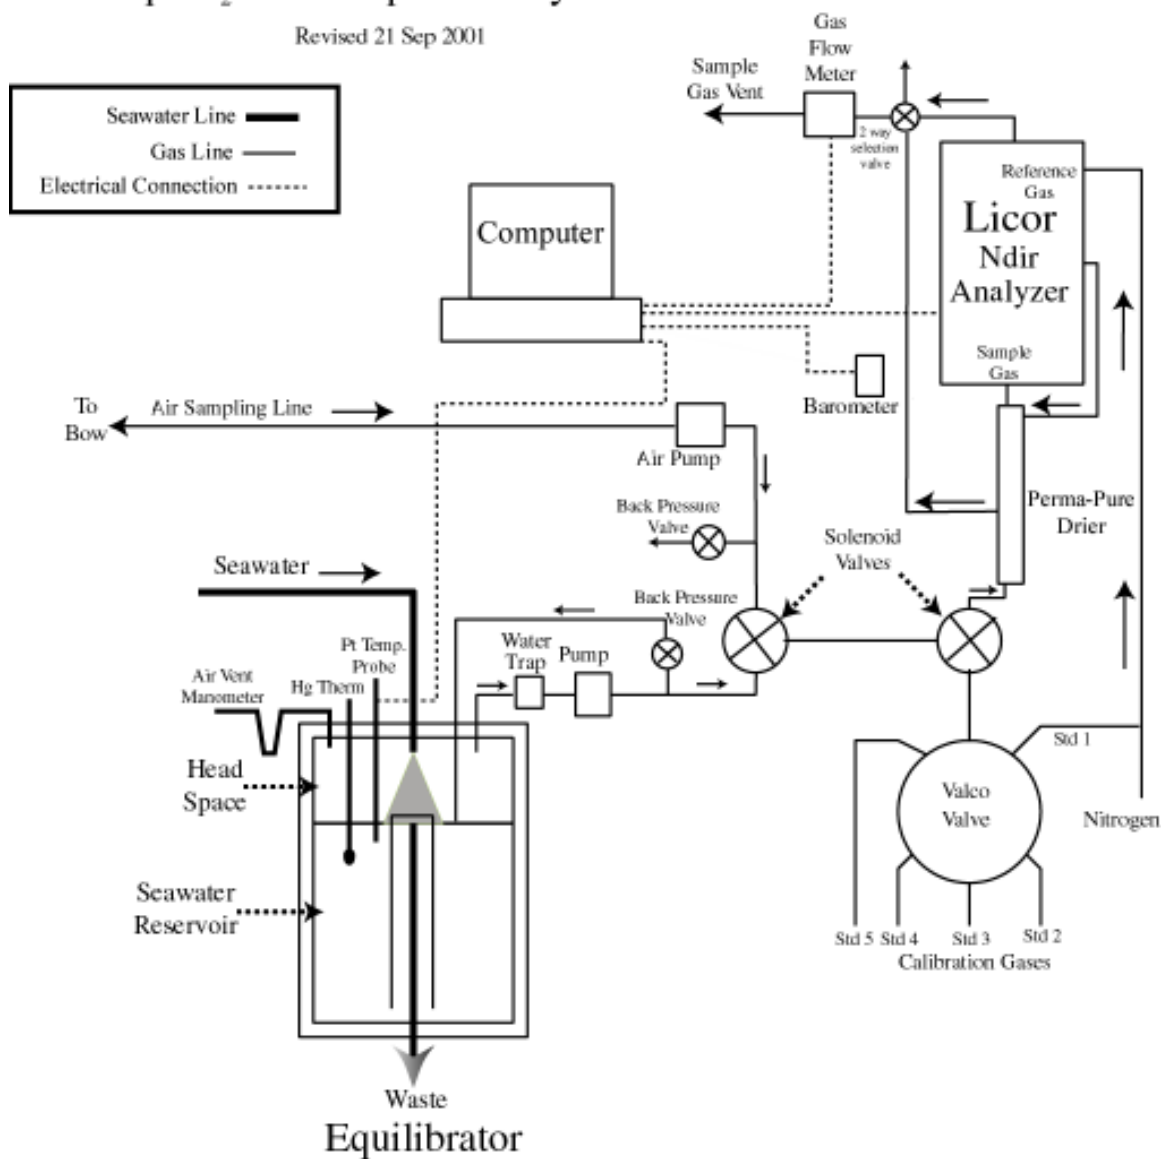 Revised 21 Sep 2001
Seawater Line
Gas Line
Electrical Connection
Sample
Gas Vent
Gas
Flow
Meter
2 way
selection
valve
Reference
Gas
Licor
Ndir
Analyzer
Sample
Gas
Computer
Barometer
To
Bow
Air Sampling Line
Air Pump
Back Pressure
Valve
Solenoid
Valves
Perma-Pure
Drier
Seawater
Back Pressure
Valve
Water
Trap
Pump
Pt Temp.
Probe
Air Vent
Manometer
Hg Therm
Head
Space
Seawater
Reservoir
Std 1
Valco
Valve
Nitrogen
Std 5
Std 4
Std 3
Std 2
Calibration Gases
Waste
Equilibrator